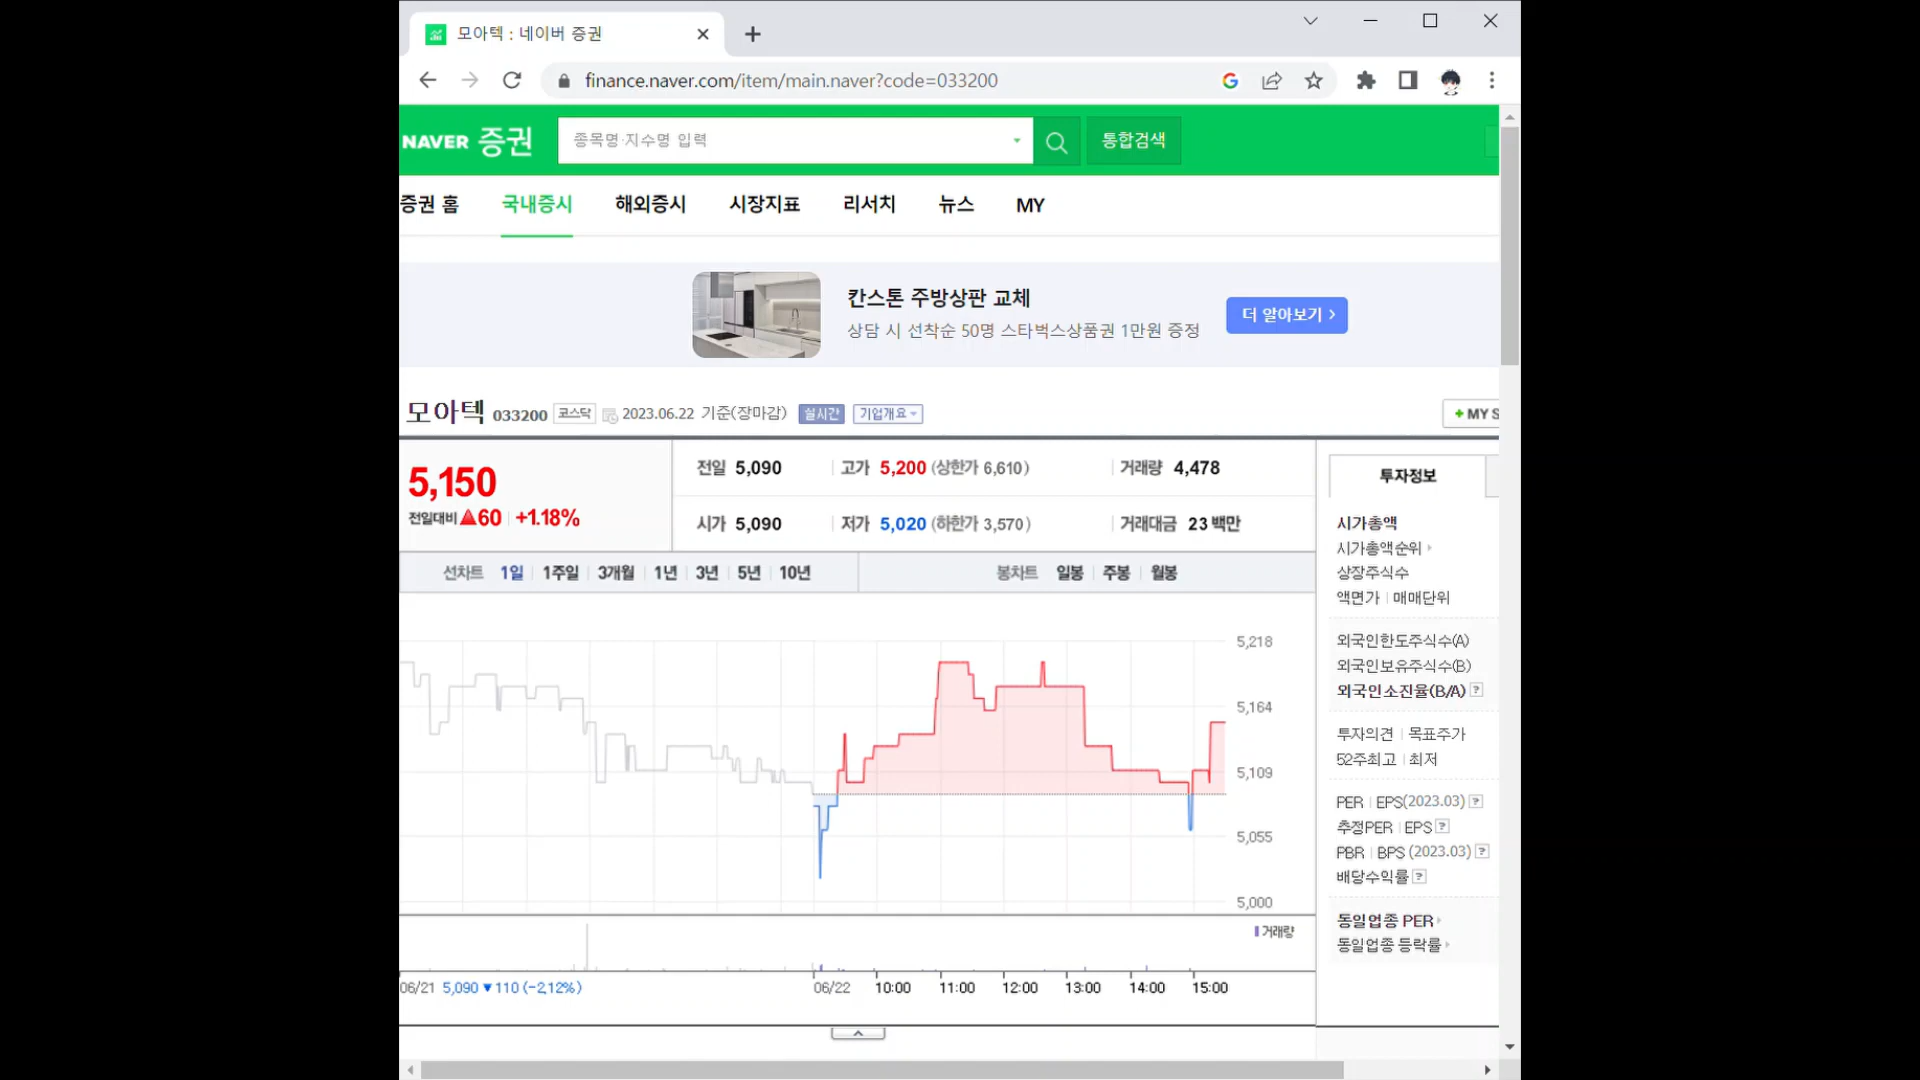 모아텍 : 네이버 증권
finance.naver.com/item/main.naver?code=033200
NAVER 증권
종목명·지수명 입력
통합검색
증권 홈 국내증시 해외증시 시장지표 리서치 뉴스 MY
칸스톤 주방상판 교체
상담 시 선착순 50명 스타벅스상품권 1만원 증정
더 알아보기
모아텍 033200 코스닥 2023.06.22 기준(장마감) 실시간 기업개요
+ MY S
5,150
전일대비 ▲60 +1.18%
전일 5,090 고가 5,200 (상한가 6,610) 거래량 4,478
시가 5,090 저가 5,020 (하한가 3,570) 거래대금 23 백만
선차트 1일 1주일 3개월 1년 3년 5년 10년
봉차트 일봉 주봉 월봉
5,218
5,164
5,109
5,055
5,000
거래량
06/21 5,090 ▼110 (-2.12%) 06/22 10:00 11:00 12:00 13:00 14:00 15:00
투자정보
시가총액
시가총액순위
상장주식수
액면가 | 매매단위
외국인한도주식수(A)
외국인보유주식수(B)
외국인소진율(B/A) ?
투자의견 | 목표주가
52주최고 | 최저
PER | EPS(2023.03) ?
추정PER | EPS ?
PBR | BPS (2023.03) ?
배당수익률 ?
동일업종 PER
동일업종 등락률